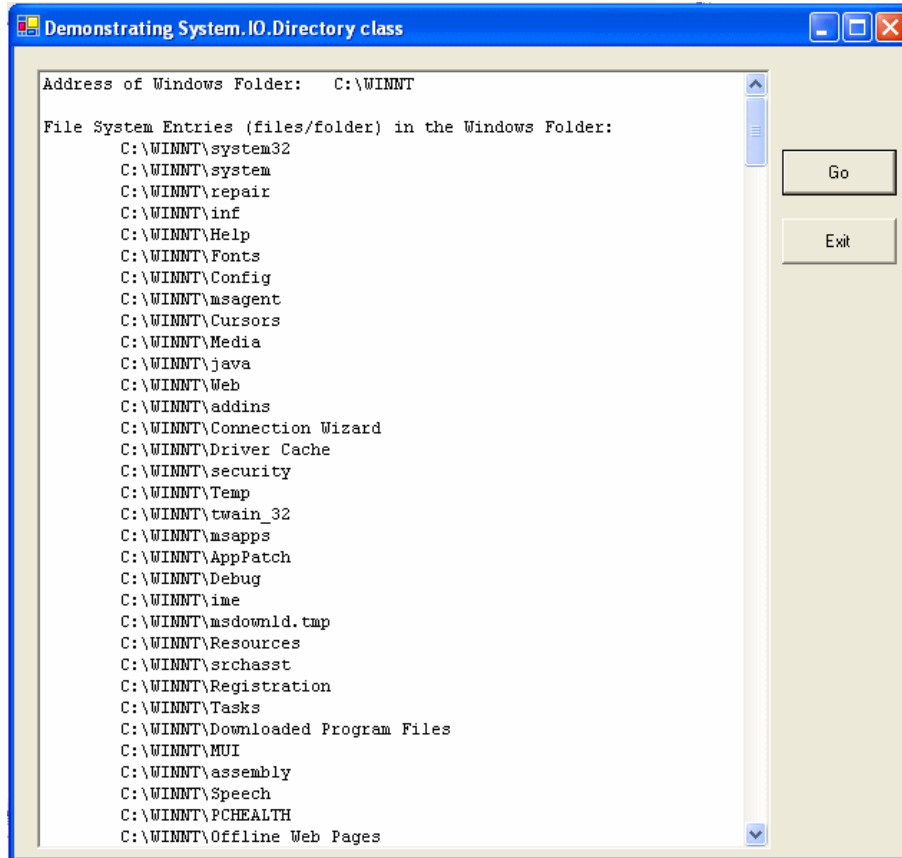 Demonstrating System.IO.Directory class
Address of Windows Folder:   C:\WINNT
File System Entries (files/folder) in the Windows Folder:
C:\WINNT\system32
C:\WINNT\system
C:\WINNT\repair
C:\WINNT\inf
C:\WINNT\Help
C:\WINNT\Fonts
C:\WINNT\Config
C:\WINNT\msagent
C:\WINNT\Cursors
C:\WINNT\Media
C:\WINNT\java
C:\WINNT\Web
C:\WINNT\addins
C:\WINNT\Connection Wizard
C:\WINNT\Driver Cache
C:\WINNT\security
C:\WINNT\Temp
C:\WINNT\twain_32
C:\WINNT\msapps
C:\WINNT\AppPatch
C:\WINNT\Debug
C:\WINNT\ime
C:\WINNT\msdownld.tmp
C:\WINNT\Resources
C:\WINNT\srchasst
C:\WINNT\Registration
C:\WINNT\Tasks
C:\WINNT\Downloaded Program Files
C:\WINNT\MUI
C:\WINNT\assembly
C:\WINNT\Speech
C:\WINNT\PCHEALTH
C:\WINNT\Offline Web Pages
Go
Exit